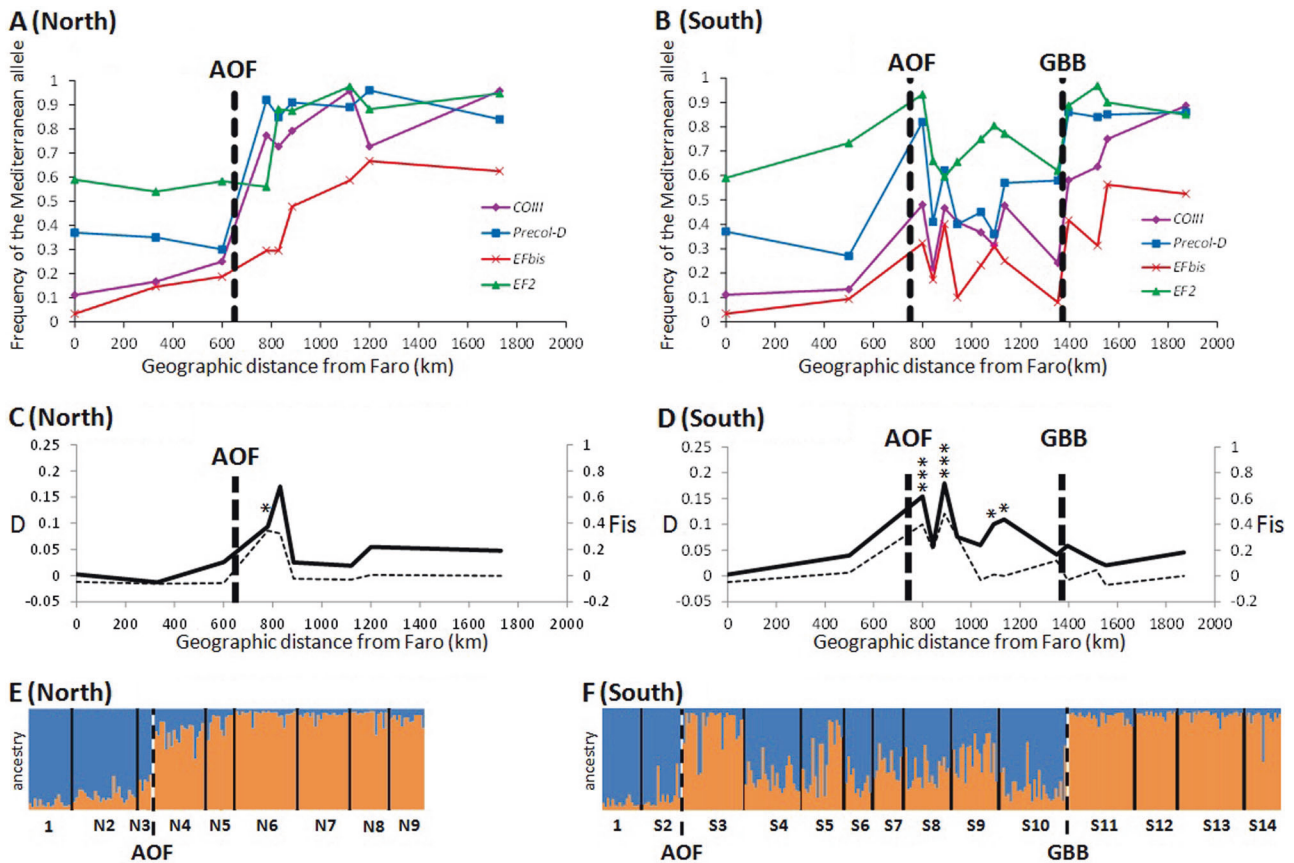 A (North)
B (South)
AOF
AOF
GBB
Frequency of the Mediterranean allele
1
0.9
0.8
0.7
0.6
0.5
0.4
0.3
0.2
0.1
0
COIII
Precol-D
EFbis
EF2
0 200 400 600 800 1000 1200 1400 1600 1800 2000
Geographic distance from Faro (km)
Frequency of the Mediterranean allele
1
0.9
0.8
0.7
0.6
0.5
0.4
0.3
0.2
0.1
0
COIII
Precol-D
EFbis
EF2
0 200 400 600 800 1000 1200 1400 1600 1800 2000
Geographic distance from Faro(km)
C (North)
D (South)
AOF
D
0.25
0.2
0.15
0.1
0.05
0
-0.05
*
1
0.8
0.6
0.4
0.2
0
-0.2
Fis
0 200 400 600 800 1000 1200 1400 1600 1800 2000
Geographic distance from Faro (km)
AOF
GBB
D
0.25
0.2
0.15
0.1
0.05
0
-0.05
***
***
* *
1
0.8
0.6
0.4
0.2
0
-0.2
Fis
0 200 400 600 800 1000 1200 1400 1600 1800 2000
Geographic distance from Faro (km)
E (North)
ancestry
1 N2 N3 N4 N5 N6 N7 N8 N9
AOF
F (South)
ancestry
1 S2 S3 S4 S5 S6 S7 S8 S9 S10 S11 S12 S13 S14
AOF
GBB